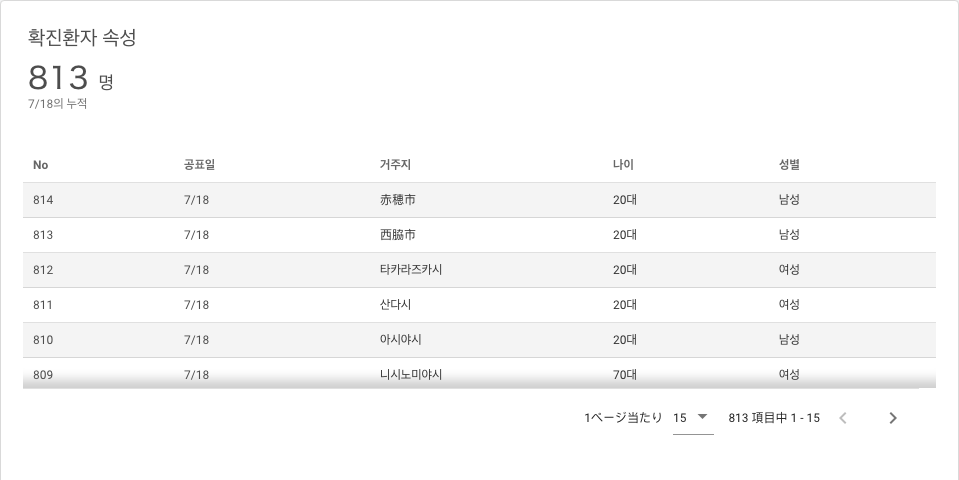 확진환자 속성
813 명
7/18의 누적
No 공표일 거주지 나이 성별
814 7/18 赤穂市 20대 남성
813 7/18 西脇市 20대 남성
812 7/18 타카라즈카시 20대 여성
811 7/18 산다시 20대 여성
810 7/18 아시야시 20대 남성
809 7/18 니시노미야시 70대 여성
1ページ当たり 15 813 項目中 1 - 15